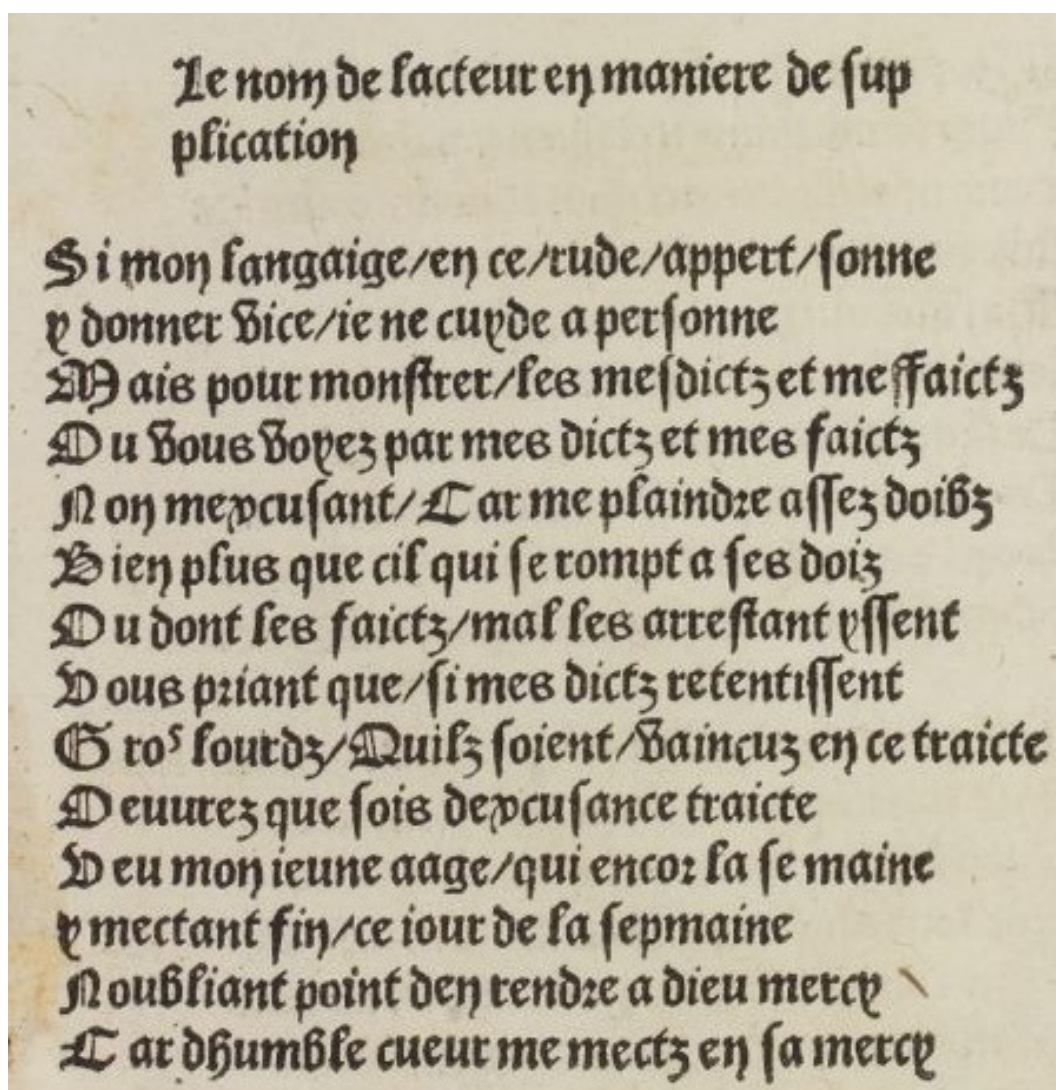 Le nom de lacteur en maniere de ſup
plication
Si mon langaige/en ce/rude/appert/ſonne
y donner vice/ie ne cuyde a perſonne
Mais pour monſtrer/les meſdictz et meffaictz
Ou vous voyez par mes dictz et mes faictz
Non mexcuſant/Car me plaindre aſſez doibz
Bien plus que cil qui ſe rompt a ſes doiz
Ou dont les faictz/mal les arreſtant yſſent
Vous priant que/ſi mes dictz retentiſſent
Groˢ lourdz/Quilz ſoient/vaincuz en ce traicte
Oeuurez que ſois dexcuſance traicte
Veu mon ieune aage/qui encor la ſe maine
y mectant fin/ce iour de la ſepmaine
Noubliant point den rendre a dieu mercy
Car dhumble cueur me mectz en ſa mercy